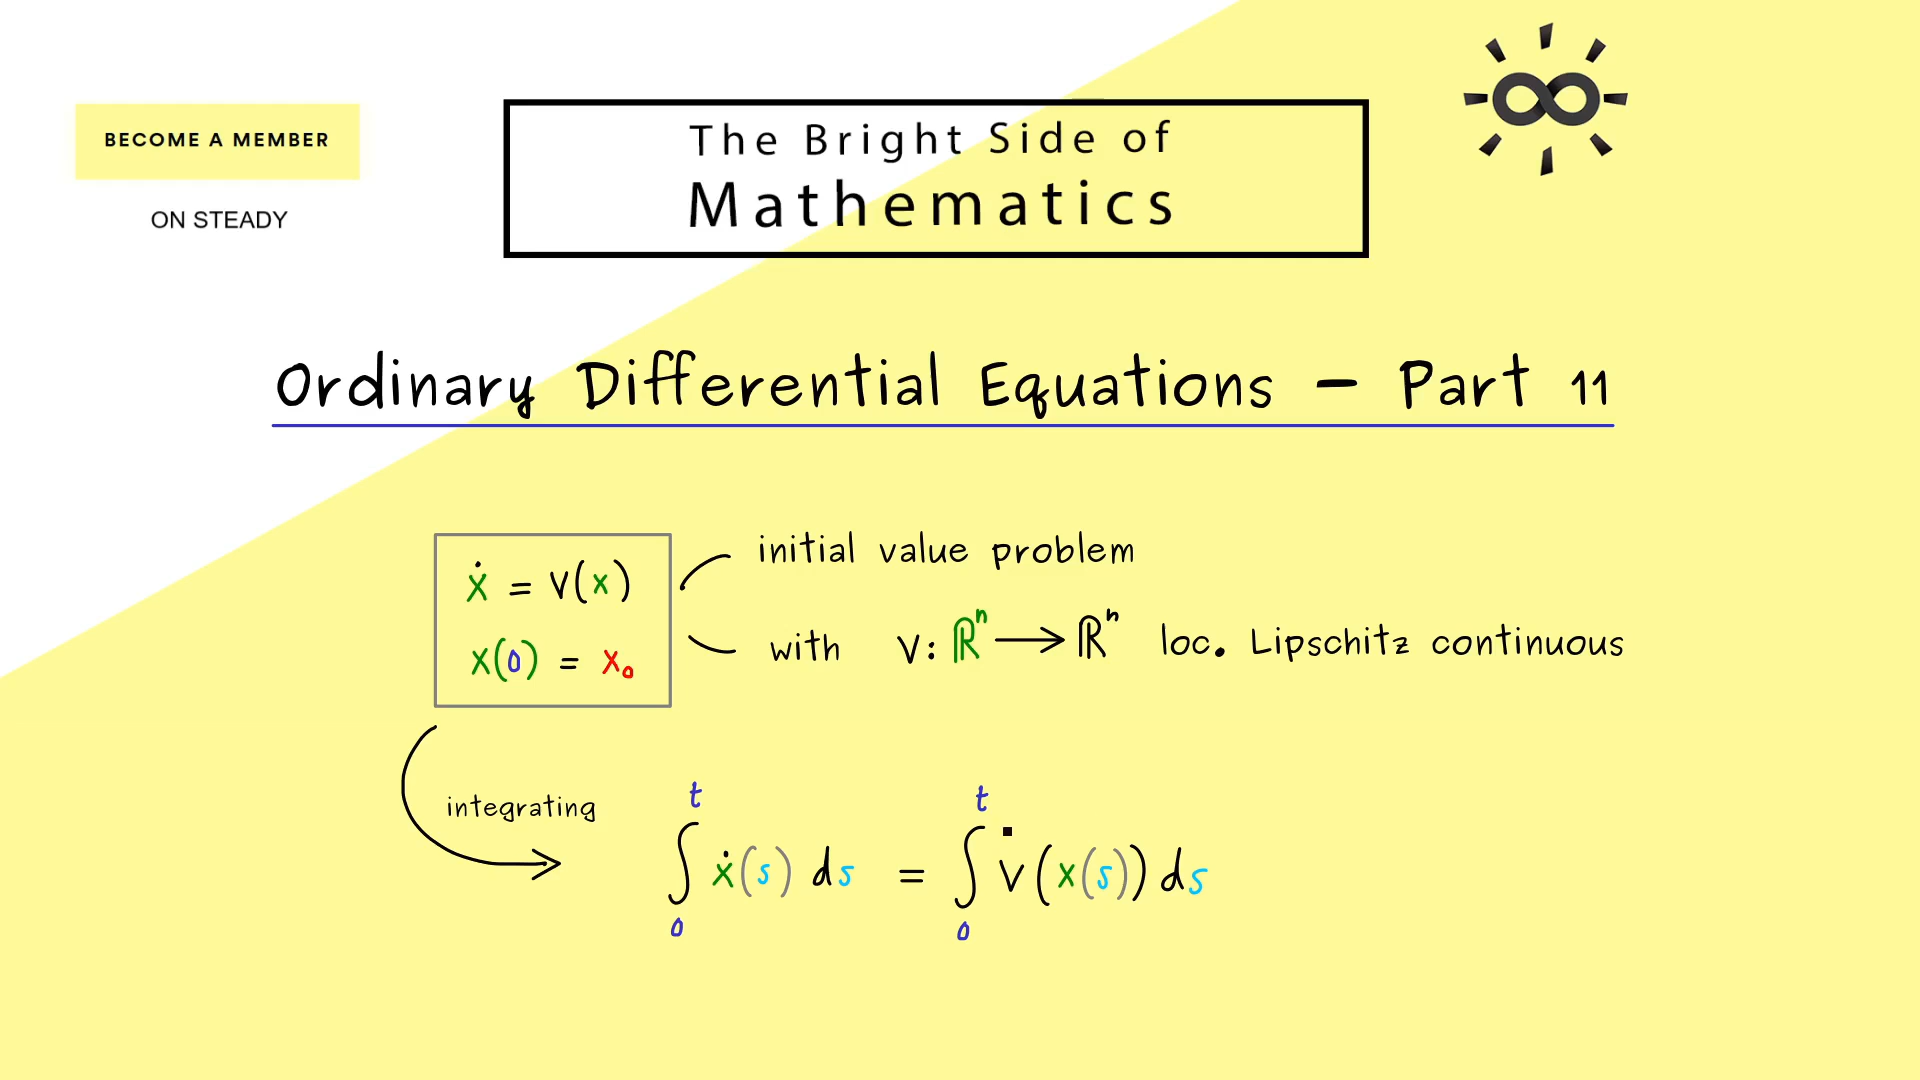 BECOME A MEMBER
ON STEADY
The Bright Side of
Mathematics
Ordinary Differential Equations – Part 11
ẋ = v(x)
x(0) = x₀
initial value problem
with v: ℝⁿ ⟶ ℝⁿ loc. Lipschitz continuous
integrating
∫₀ᵗ ẋ(s) ds = ∫₀ᵗ v(x(s)) ds